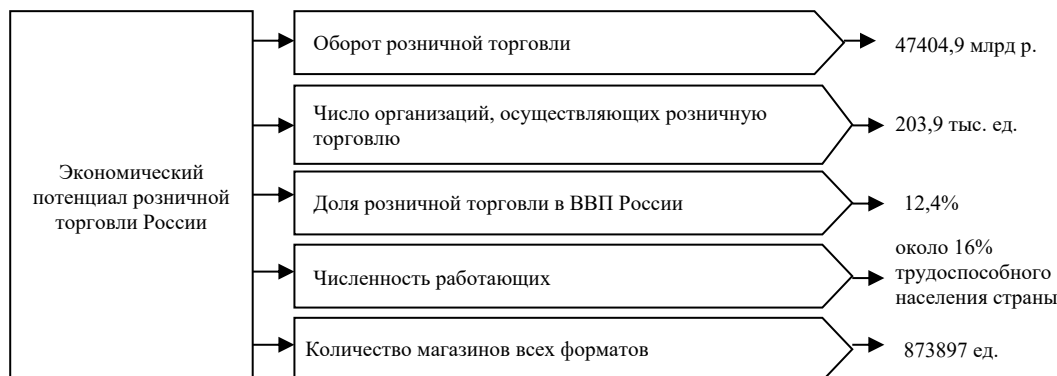 Экономический
потенциал розничной
торговли России
Оборот розничной торговли
47404,9 млрд р.
Число организаций, осуществляющих розничную
торговлю
203,9 тыс. ед.
Доля розничной торговли в ВВП России
12,4%
Численность работающих
около 16%
трудоспособного
населения страны
Количество магазинов всех форматов
873897 ед.